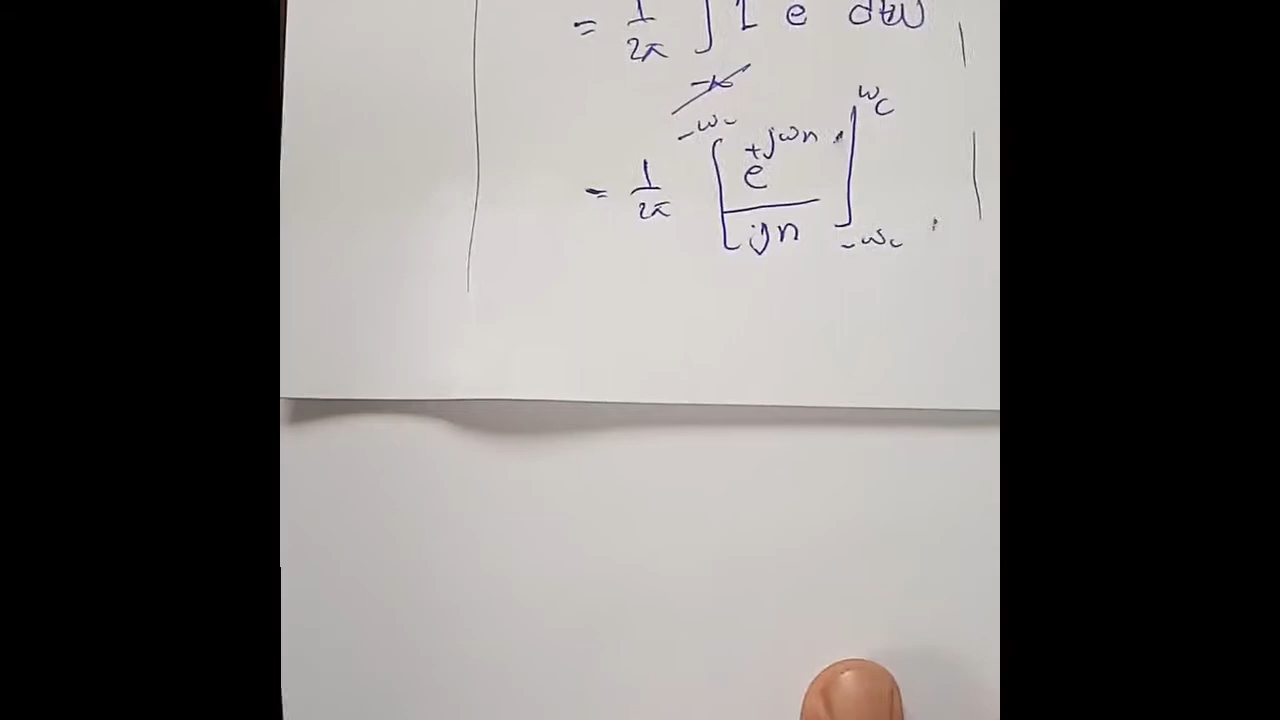 = 1/2π ∫ 1 e dω
-π
-ωc
= 1/2π [e^{+jωn} / jn]_{-ωc}^{ωc}